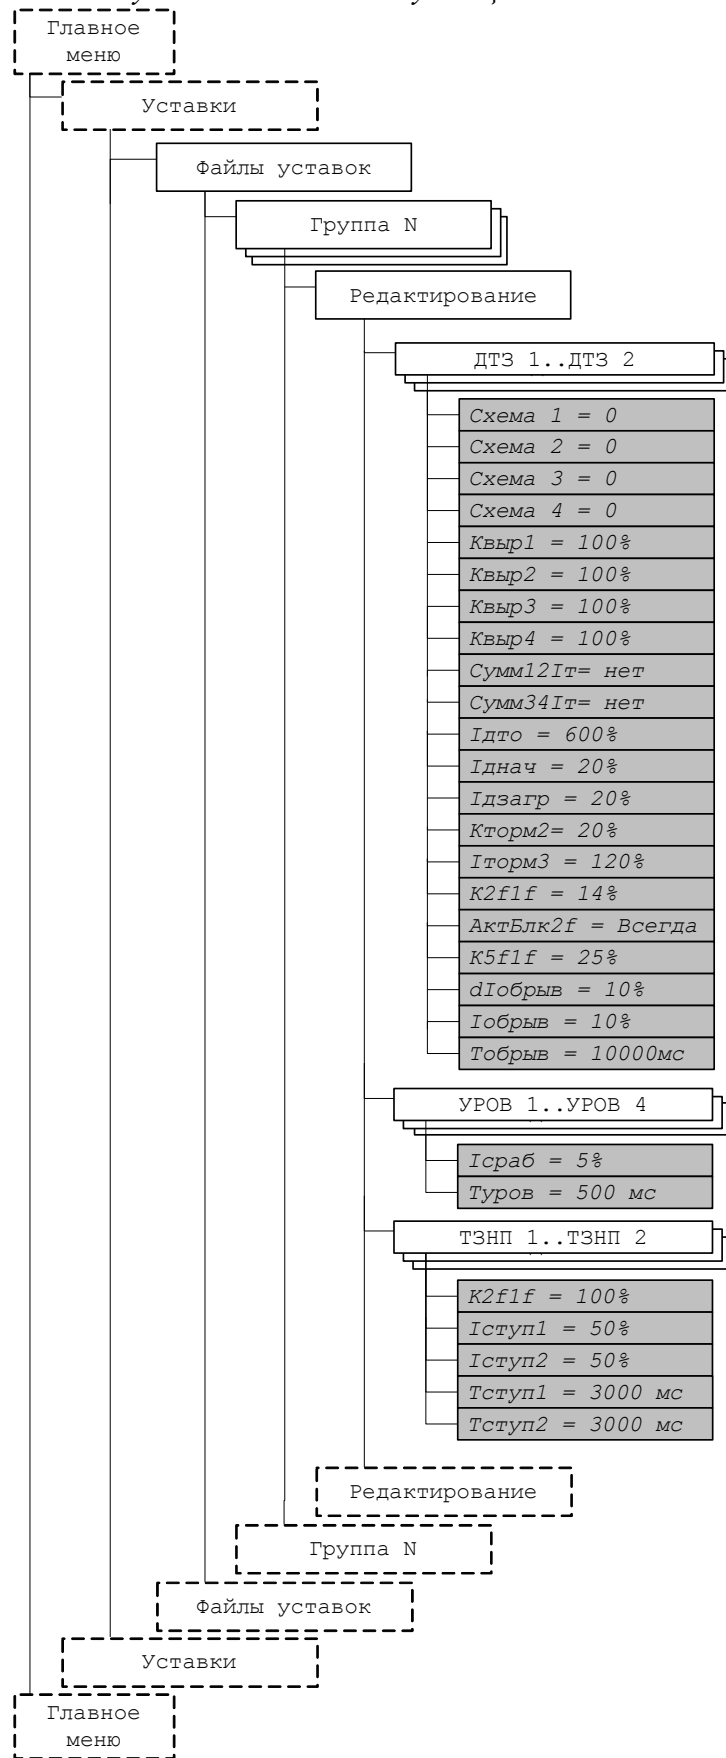 Главное
меню
Уставки
Файлы уставок
Группа N
Редактирование
ДТЗ 1..ДТЗ 2
Схема 1 = 0
Схема 2 = 0
Схема 3 = 0
Схема 4 = 0
Квыр1 = 100%
Квыр2 = 100%
Квыр3 = 100%
Квыр4 = 100%
Сумм12Iт= нет
Сумм34Iт= нет
Iдто = 600%
Iднач = 20%
Iдзагр = 20%
Кторм2= 20%
Iторм3 = 120%
K2f1f = 14%
АктБлк2f = Всегда
K5f1f = 25%
dIобрыв = 10%
Iобрыв = 10%
Тобрыв = 10000мс
УРОВ 1..УРОВ 4
Iсраб = 5%
Туров = 500 мс
ТЗНП 1..ТЗНП 2
K2f1f = 100%
Iступ1 = 50%
Iступ2 = 50%
Тступ1 = 3000 мс
Тступ2 = 3000 мс
Редактирование
Группа N
Файлы уставок
Уставки
Главное
меню